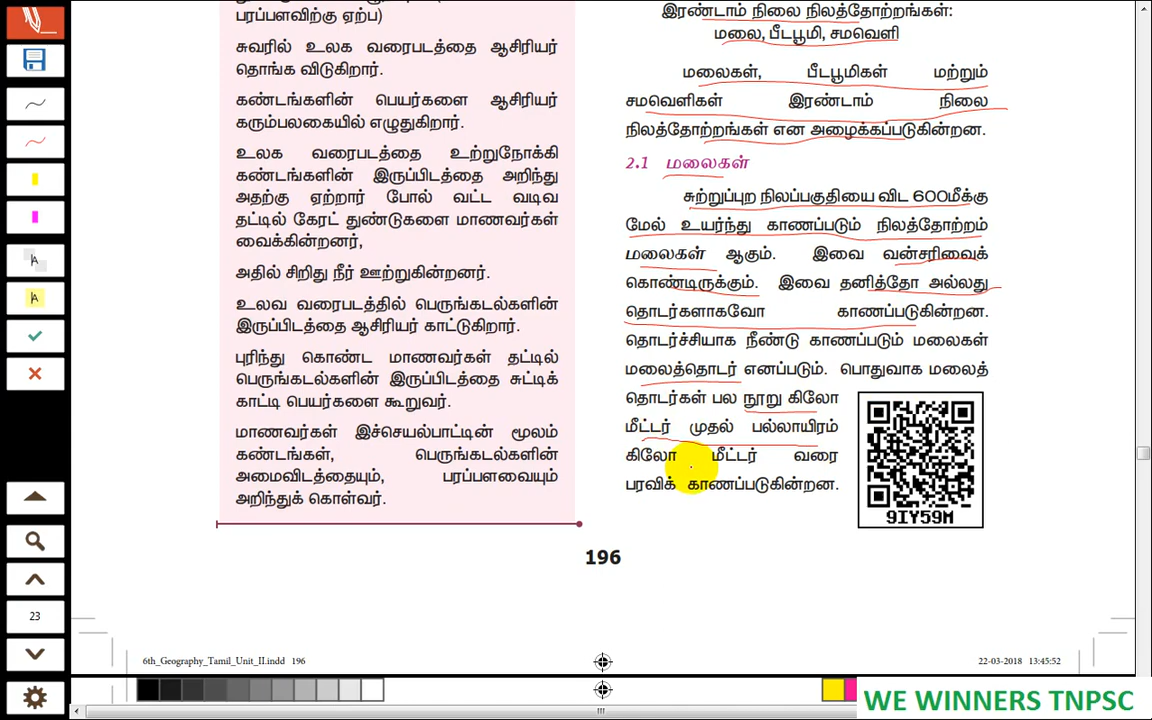 பரப்பளவிற்கு ஏற்ப)
சுவரில் உலக வரைபடத்தை ஆசிரியர்
தொங்க விடுகிறார்.
கண்டங்களின் பெயர்களை ஆசிரியர்
கரும்பலகையில் எழுதுகிறார்.
உலக வரைபடத்தை உற்றுநோக்கி
கண்டங்களின் இருப்பிடத்தை அறிந்து
அதற்கு ஏற்றார் போல் வட்ட வடிவ
தட்டில் கேரட் துண்டுகளை மாணவர்கள்
வைக்கின்றனர்,
அதில் சிறிது நீர் ஊற்றுகின்றனர்.
உலவ வரைபடத்தில் பெருங்கடல்களின்
இருப்பிடத்தை ஆசிரியர் காட்டுகிறார்.
புரிந்து கொண்ட மாணவர்கள் தட்டில்
பெருங்கடல்களின் இருப்பிடத்தை சுட்டிக்
காட்டி பெயர்களை கூறுவர்.
மாணவர்கள் இச்செயல்பாட்டின் மூலம்
கண்டங்கள், பெருங்கடல்களின்
அமைவிடத்தையும், பரப்பளவையும்
அறிந்துக் கொள்வர்.
இரண்டாம் நிலை நிலத்தோற்றங்கள்:
மலை, பீடபூமி, சமவெளி
மலைகள், பீடபூமிகள் மற்றும்
சமவெளிகள் இரண்டாம் நிலை
நிலத்தோற்றங்கள் என அழைக்கப்படுகின்றன.
2.1 மலைகள்
சுற்றுப்புற நிலப்பகுதியை விட 600மீக்கு
மேல் உயர்ந்து காணப்படும் நிலத்தோற்றம்
மலைகள் ஆகும். இவை வன்சரிவைக்
கொண்டிருக்கும். இவை தனித்தோ அல்லது
தொடர்களாகவோ காணப்படுகின்றன.
தொடர்ச்சியாக நீண்டு காணப்படும் மலைகள்
மலைத்தொடர் எனப்படும். பொதுவாக மலைத்
தொடர்கள் பல நூறு கிலோ
மீட்டர் முதல் பல்லாயிரம்
கிலோ மீட்டர் வரை
பரவிக் காணப்படுகின்றன.
9IY59M
196
6th_Geography_Tamil_Unit_II.indd 196
22-03-2018 13:45:52
23
WE WINNERS TNPSC